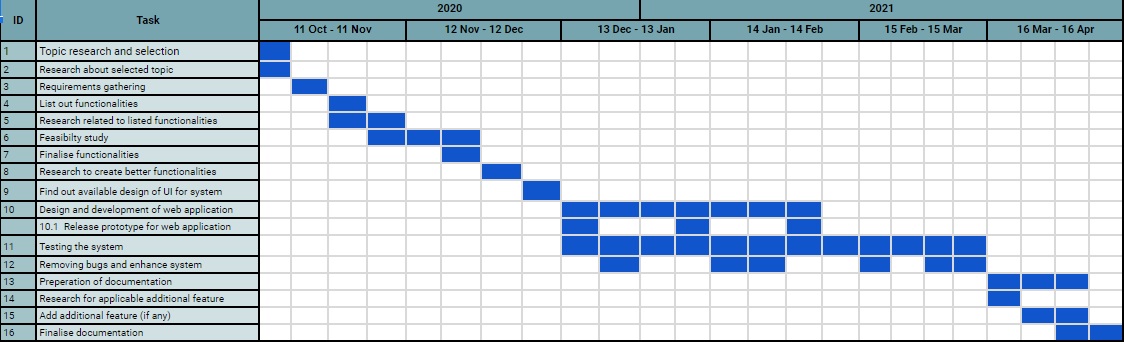 ID Task 2020 2021
11 Oct - 11 Nov 12 Nov - 12 Dec 13 Dec - 13 Jan 14 Jan - 14 Feb 15 Feb - 15 Mar 16 Mar - 16 Apr
1 Topic research and selection
2 Research about selected topic
3 Requirements gathering
4 List out functionalities
5 Research related to listed functionalities
6 Feasibilty study
7 Finalise functionalities
8 Research to create better functionalities
9 Find out available design of UI for system
10 Design and development of web application
10.1 Release prototype for web application
11 Testing the system
12 Removing bugs and enhance system
13 Preperation of documentation
14 Research for applicable additional feature
15 Add additional feature (if any)
16 Finalise documentation